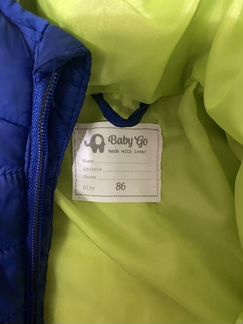 Baby Go
made with love!
Name
Address
Phone
Size 86